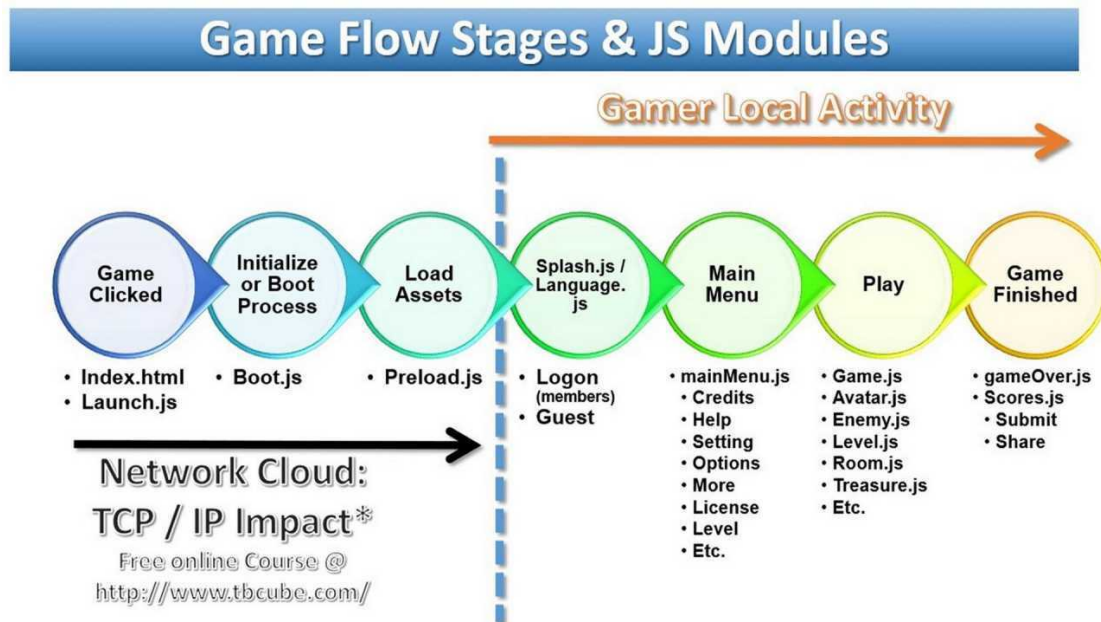 Game Flow Stages & JS Modules
Gamer Local Activity
Game
Clicked
Initialize
or Boot
Process
Load
Assets
Splash.js /
Language.
js
Main
Menu
Play
Game
Finished
• Index.html
• Launch.js
• Boot.js
• Preload.js
• Logon
(members)
• Guest
• mainMenu.js
• Credits
• Help
• Setting
• Options
• More
• License
• Level
• Etc.
• Game.js
• Avatar.js
• Enemy.js
• Level.js
• Room.js
• Treasure.js
• Etc.
• gameOver.js
• Scores.js
• Submit
• Share
Network Cloud:
TCP / IP Impact*
Free online Course @
http://www.tbcube.com/